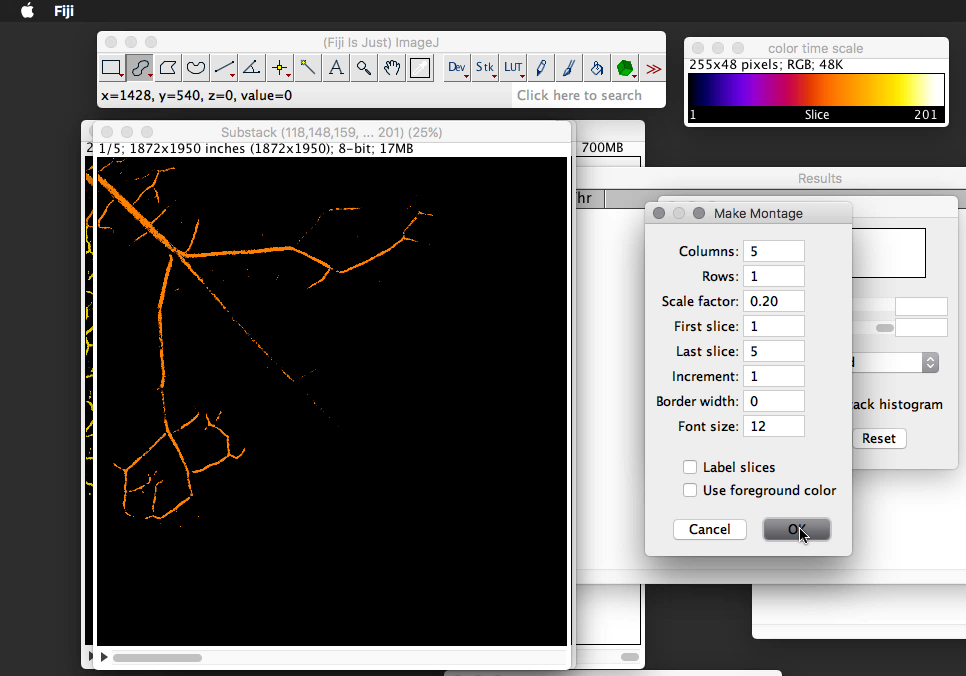 Fiji
(Fiji Is Just) ImageJ
Dev Stk LUT
x=1428, y=540, z=0, value=0
Click here to search
color time scale
255x48 pixels; RGB; 48K
1 Slice 201
Substack (118,148,159, ... 201) (25%)
2 1/5; 1872x1950 inches (1872x1950); 8-bit; 17MB
700MB
Results
hr
Make Montage
Columns: 5
Rows: 1
Scale factor: 0.20
First slice: 1
Last slice: 5
Increment: 1
Border width: 0
Font size: 12
Label slices
Use foreground color
Cancel OK
d
ack histogram
Reset